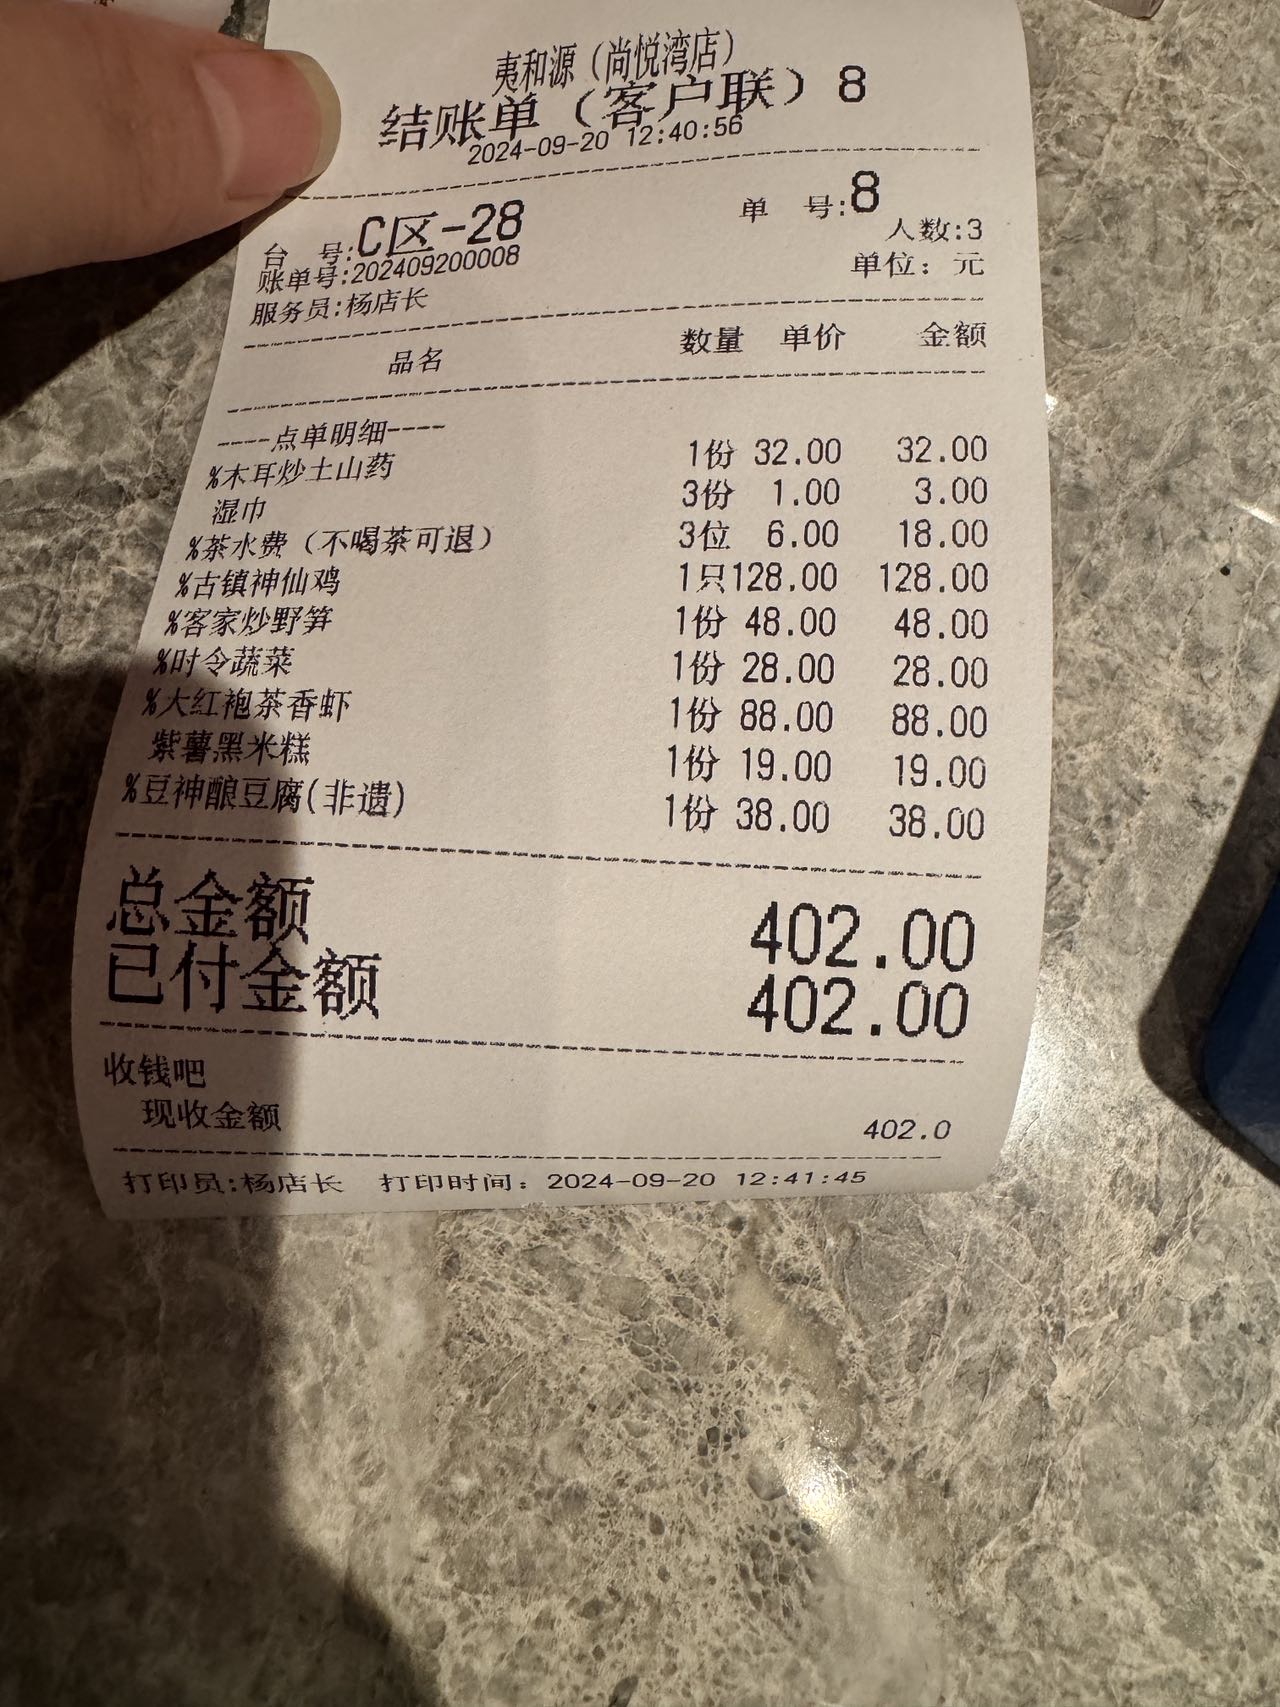 夷和源（尚悦湾店）
结账单（客户联）8
2024-09-20 12:40:56
台 号:C区-28 单 号:8
账单号:202409200008 人数:3
服务员:杨店长 单位：元
品名 数量 单价 金额
----点单明细----
%木耳炒土山药 1份 32.00 32.00
湿巾 3份 1.00 3.00
%茶水费（不喝茶可退） 3位 6.00 18.00
%古镇神仙鸡 1只128.00 128.00
%客家炒野笋 1份 48.00 48.00
%时令蔬菜 1份 28.00 28.00
%大红袍茶香虾 1份 88.00 88.00
紫薯黑米糕 1份 19.00 19.00
%豆神酿豆腐(非遗) 1份 38.00 38.00
总金额 402.00
已付金额 402.00
收钱吧
现收金额 402.0
打印员:杨店长 打印时间：2024-09-20 12:41:45